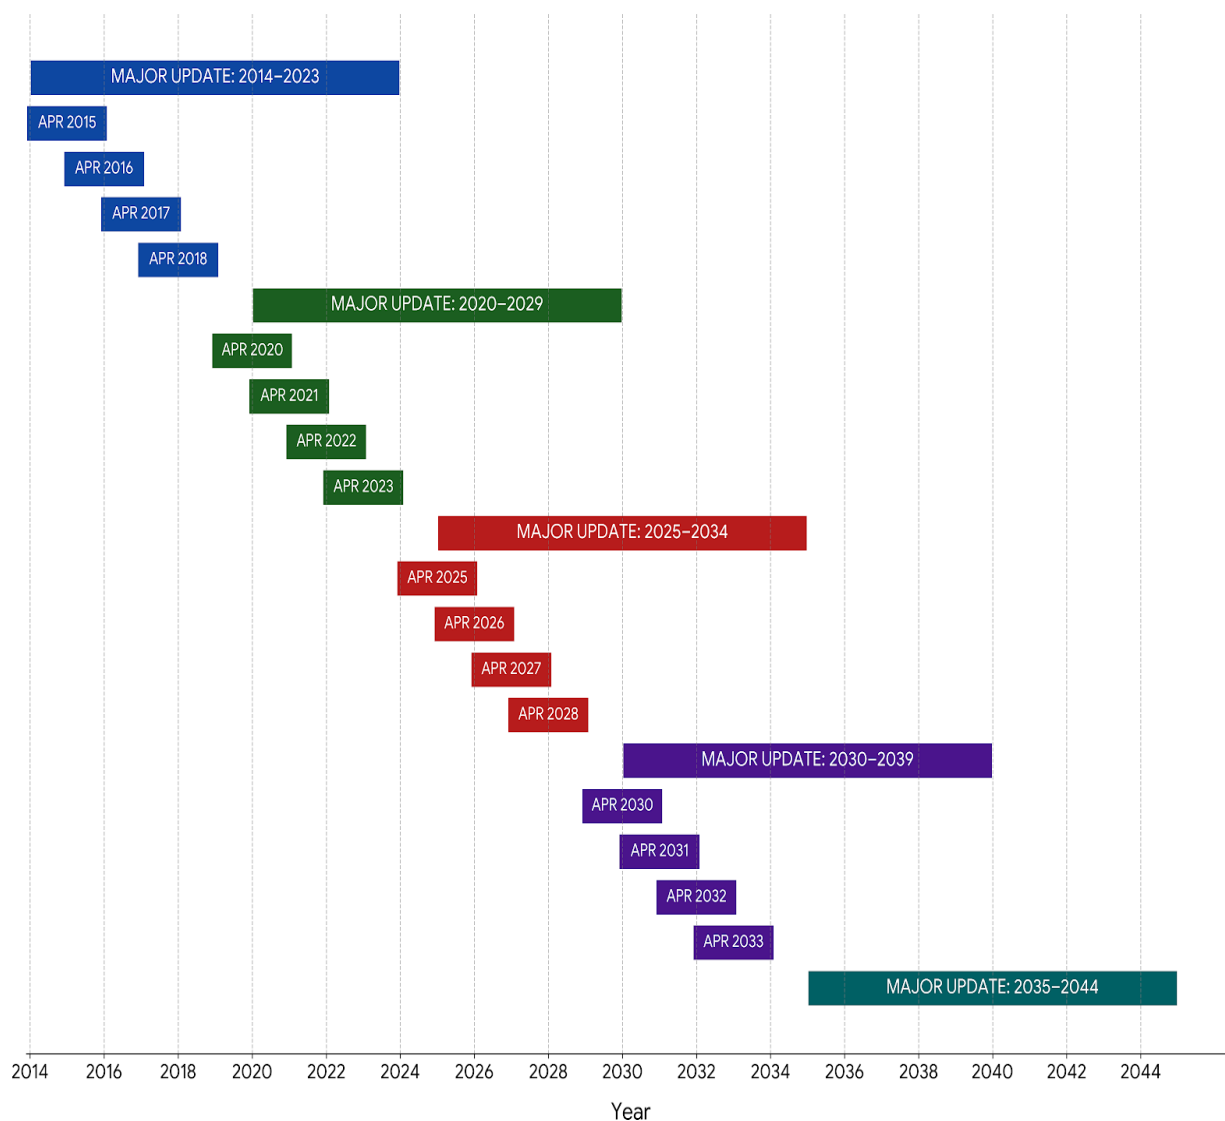 MAJOR UPDATE: 2014–2023
APR 2015
APR 2016
APR 2017
APR 2018
MAJOR UPDATE: 2020–2029
APR 2020
APR 2021
APR 2022
APR 2023
MAJOR UPDATE: 2025–2034
APR 2025
APR 2026
APR 2027
APR 2028
MAJOR UPDATE: 2030–2039
APR 2030
APR 2031
APR 2032
APR 2033
MAJOR UPDATE: 2035–2044
2014 2016 2018 2020 2022 2024 2026 2028 2030 2032 2034 2036 2038 2040 2042 2044
Year